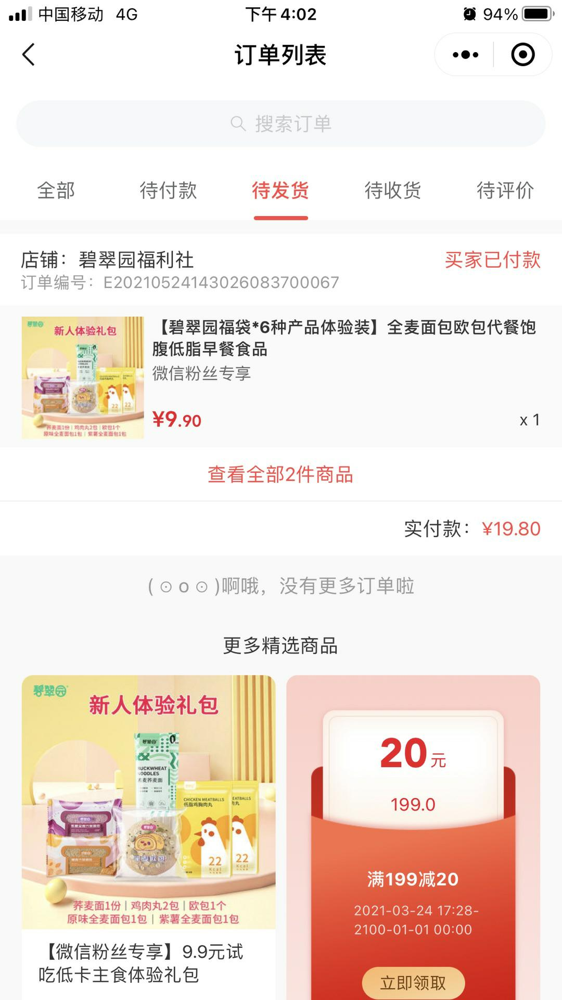 中国移动 4G 下午4:02 94%
订单列表
搜索订单
全部 待付款 待发货 待收货 待评价
店铺：碧翠园福利社 买家已付款
订单编号：E20210524143026083700067
碧翠园
新人体验礼包
荞麦面1份 | 鸡肉丸2包 | 欧包1个
原味全麦面包1包 | 紫薯全麦面包1包
【碧翠园福袋*6种产品体验装】全麦面包欧包代餐饱
腹低脂早餐食品
微信粉丝专享
¥9.90 x 1
查看全部2件商品
实付款：¥19.80
(⊙o⊙)啊哦，没有更多订单啦
更多精选商品
碧翠园
新人体验礼包
碧翠园
BUCKWHEAT
NOODLES
CHICKEN MEATBALLS
低脂鸡胸肉丸
22
Kcal
22
Kcal
荞麦面1份 | 鸡肉丸2包 | 欧包1个
原味全麦面包1包 | 紫薯全麦面包1包
【微信粉丝专享】9.9元试
吃低卡主食体验礼包
20元
199.0
满199减20
2021-03-24 17:28-
2100-01-01 00:00
立即领取